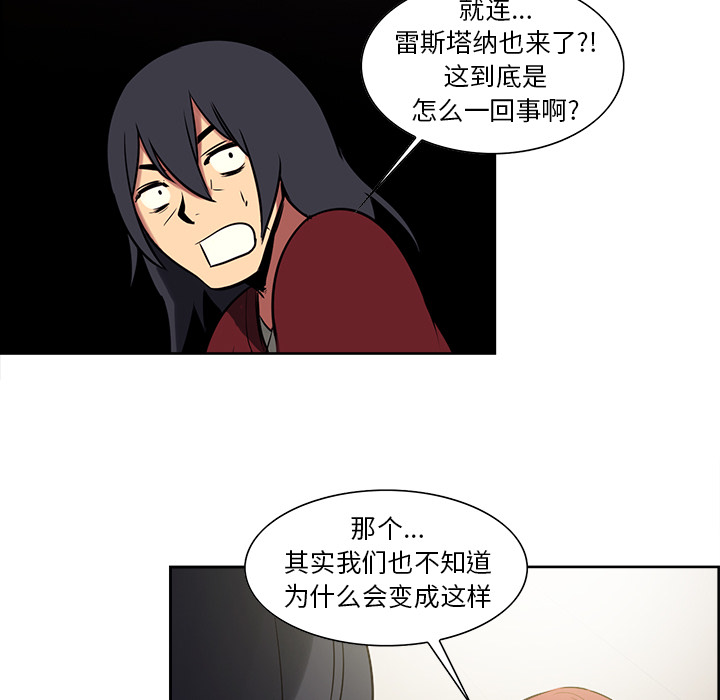 就连...
雷斯塔纳也来了?!
这到底是
怎么一回事啊?
那个...
其实我们也不知道
为什么会变成这样